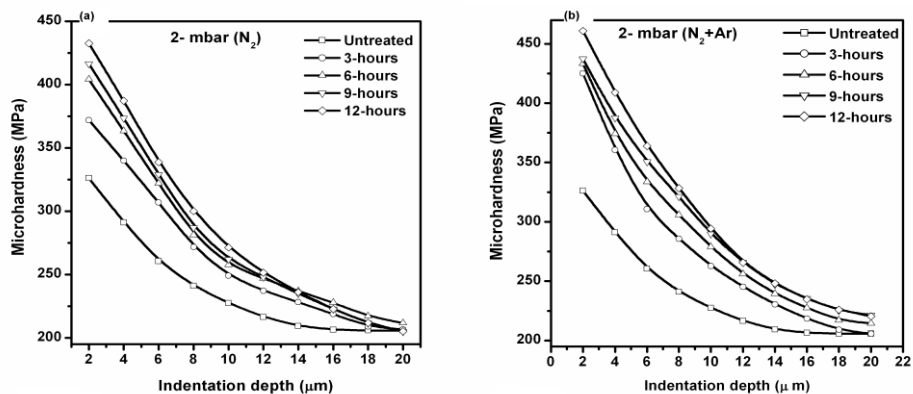 (a)
2- mbar (N₂)
Untreated
3-hours
6-hours
9-hours
12-hours
450
400
350
300
250
200
Microhardness (MPa)
2 4 6 8 10 12 14 16 18 20
Indentation depth (μm)
(b)
2- mbar (N₂+Ar)
Untreated
3-hours
6-hours
9-hours
12-hours
450
400
350
300
250
200
Microhardness (MPa)
0 2 4 6 8 10 12 14 16 18 20 22
Indentation depth (μ m)